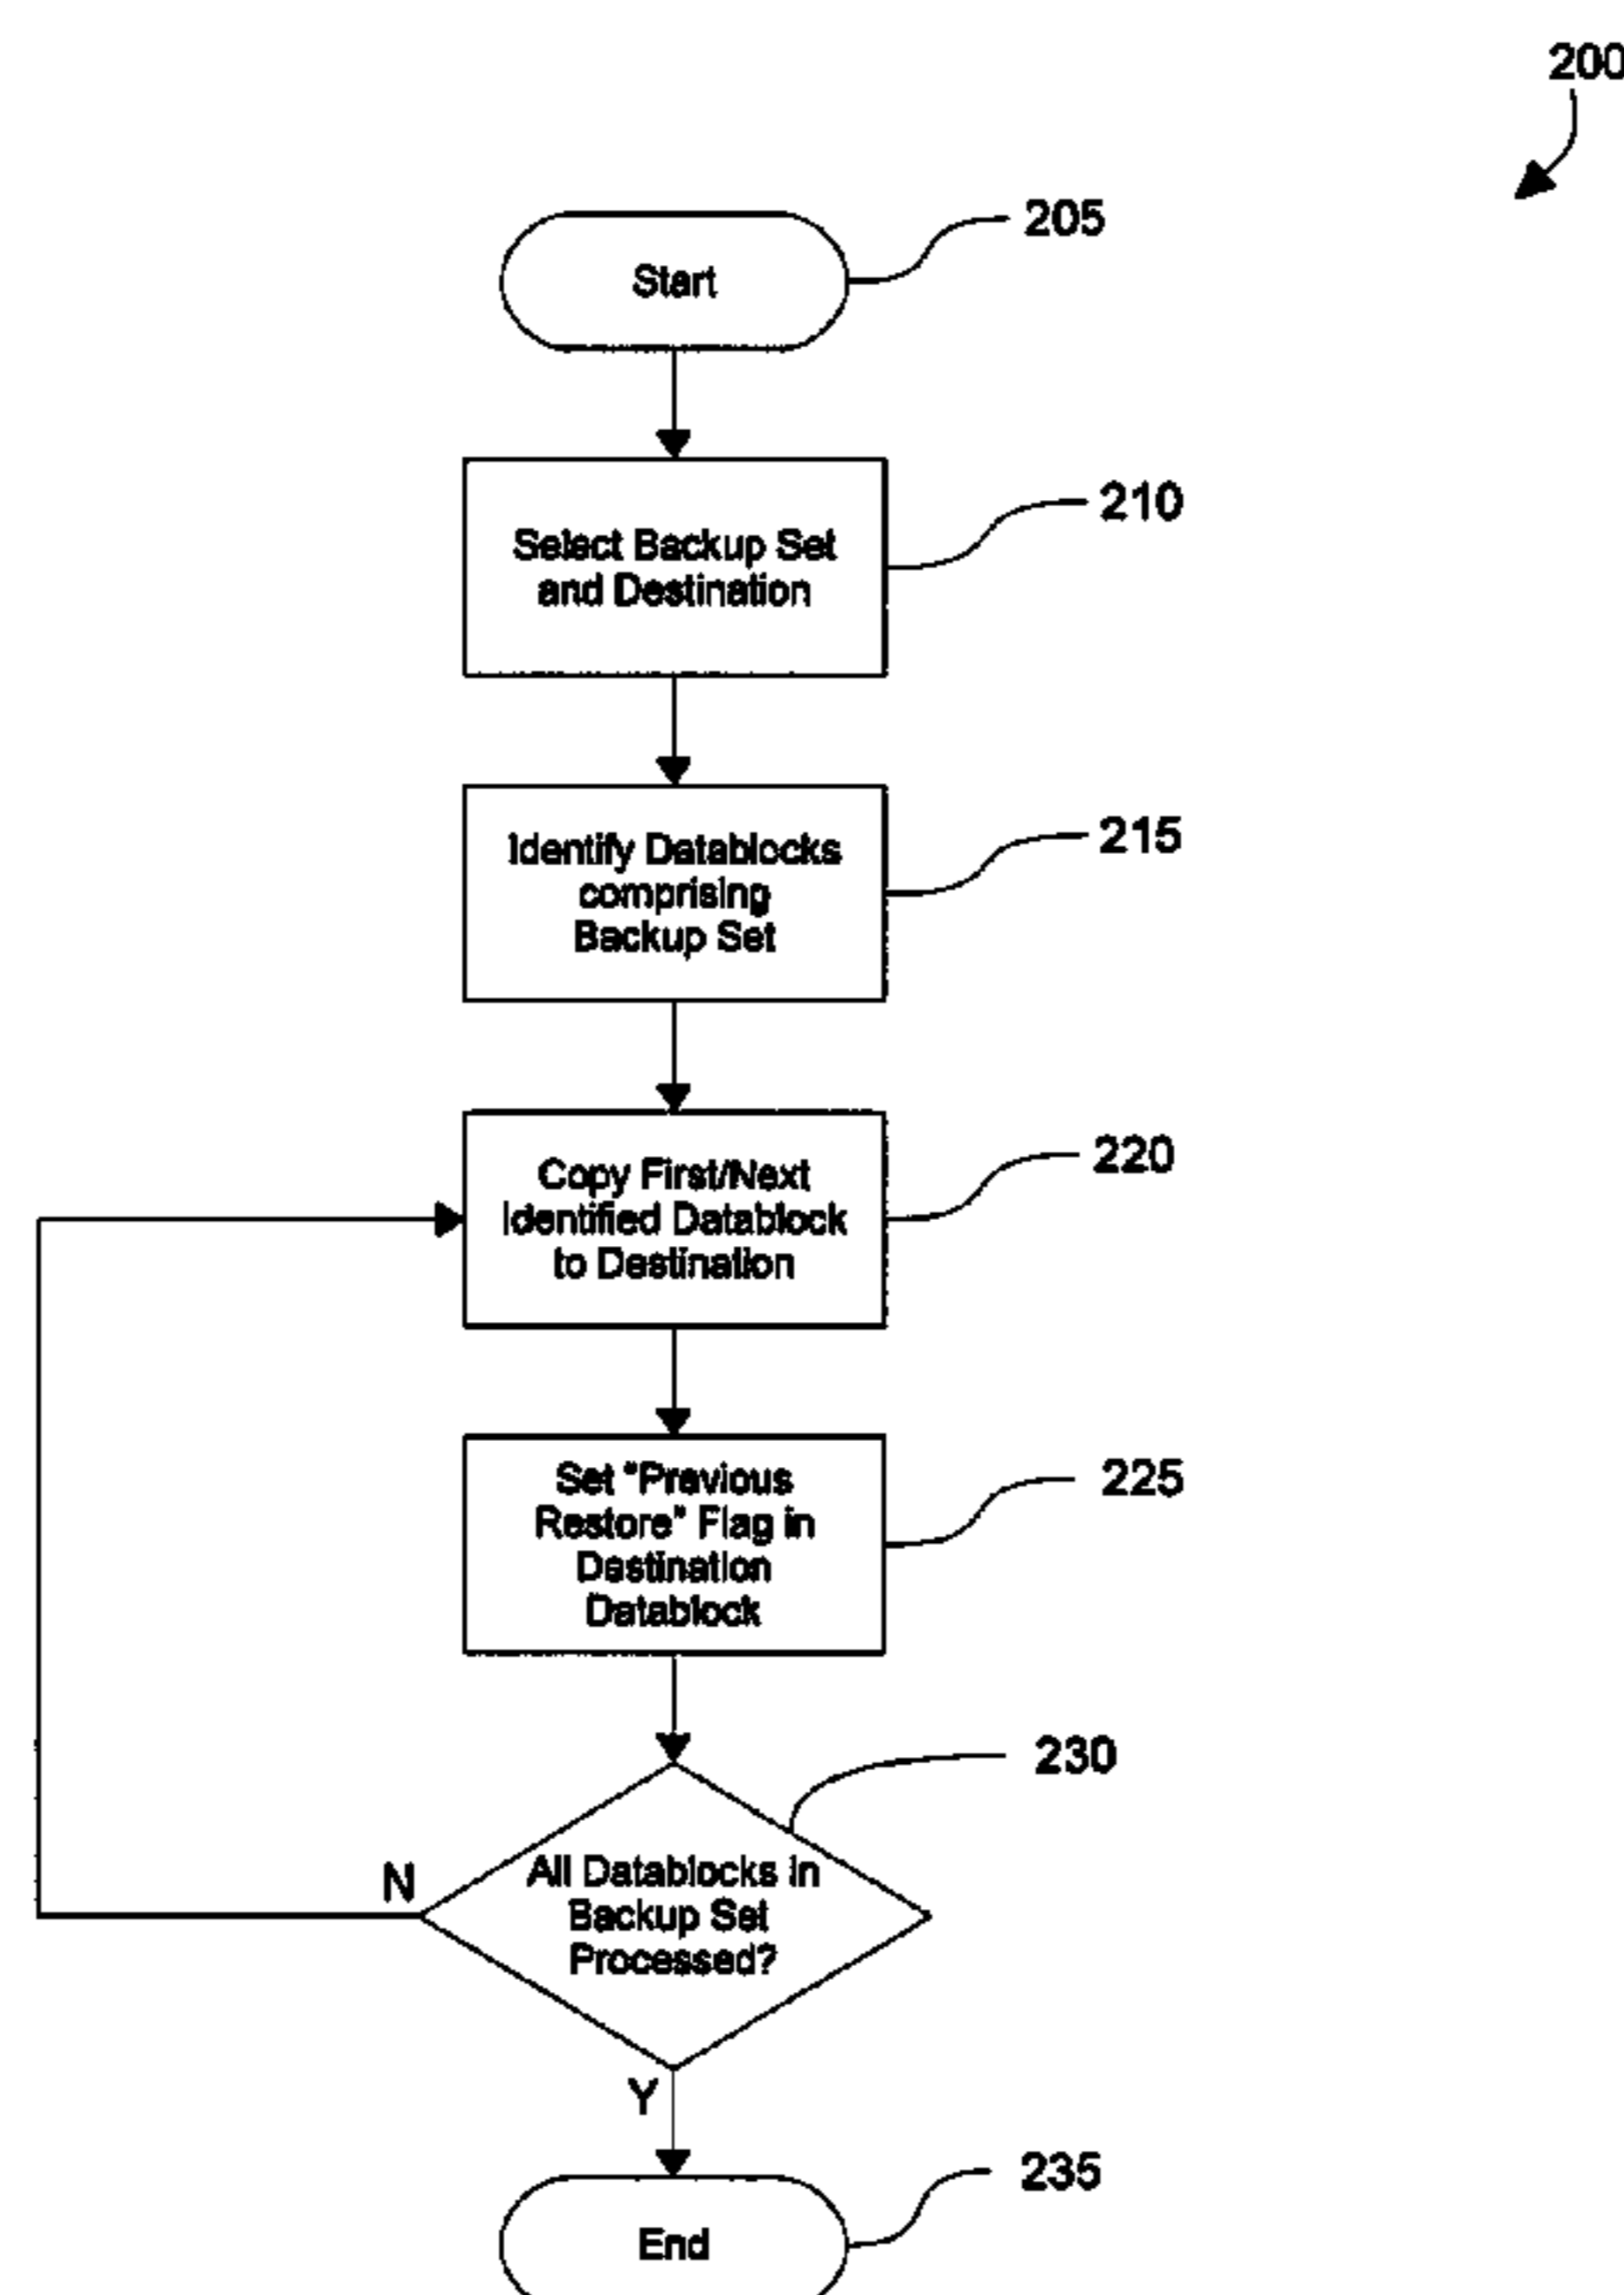 200
Start
205
Select Backup Set
and Destination
210
Identify Datablocks
comprising
Backup Set
215
Copy First/Next
Identified Datablock
to Destination
220
Set "Previous
Restore" Flag in
Destination
Datablock
225
230
All Datablocks in
Backup Set
Processed?
N
Y
End
235